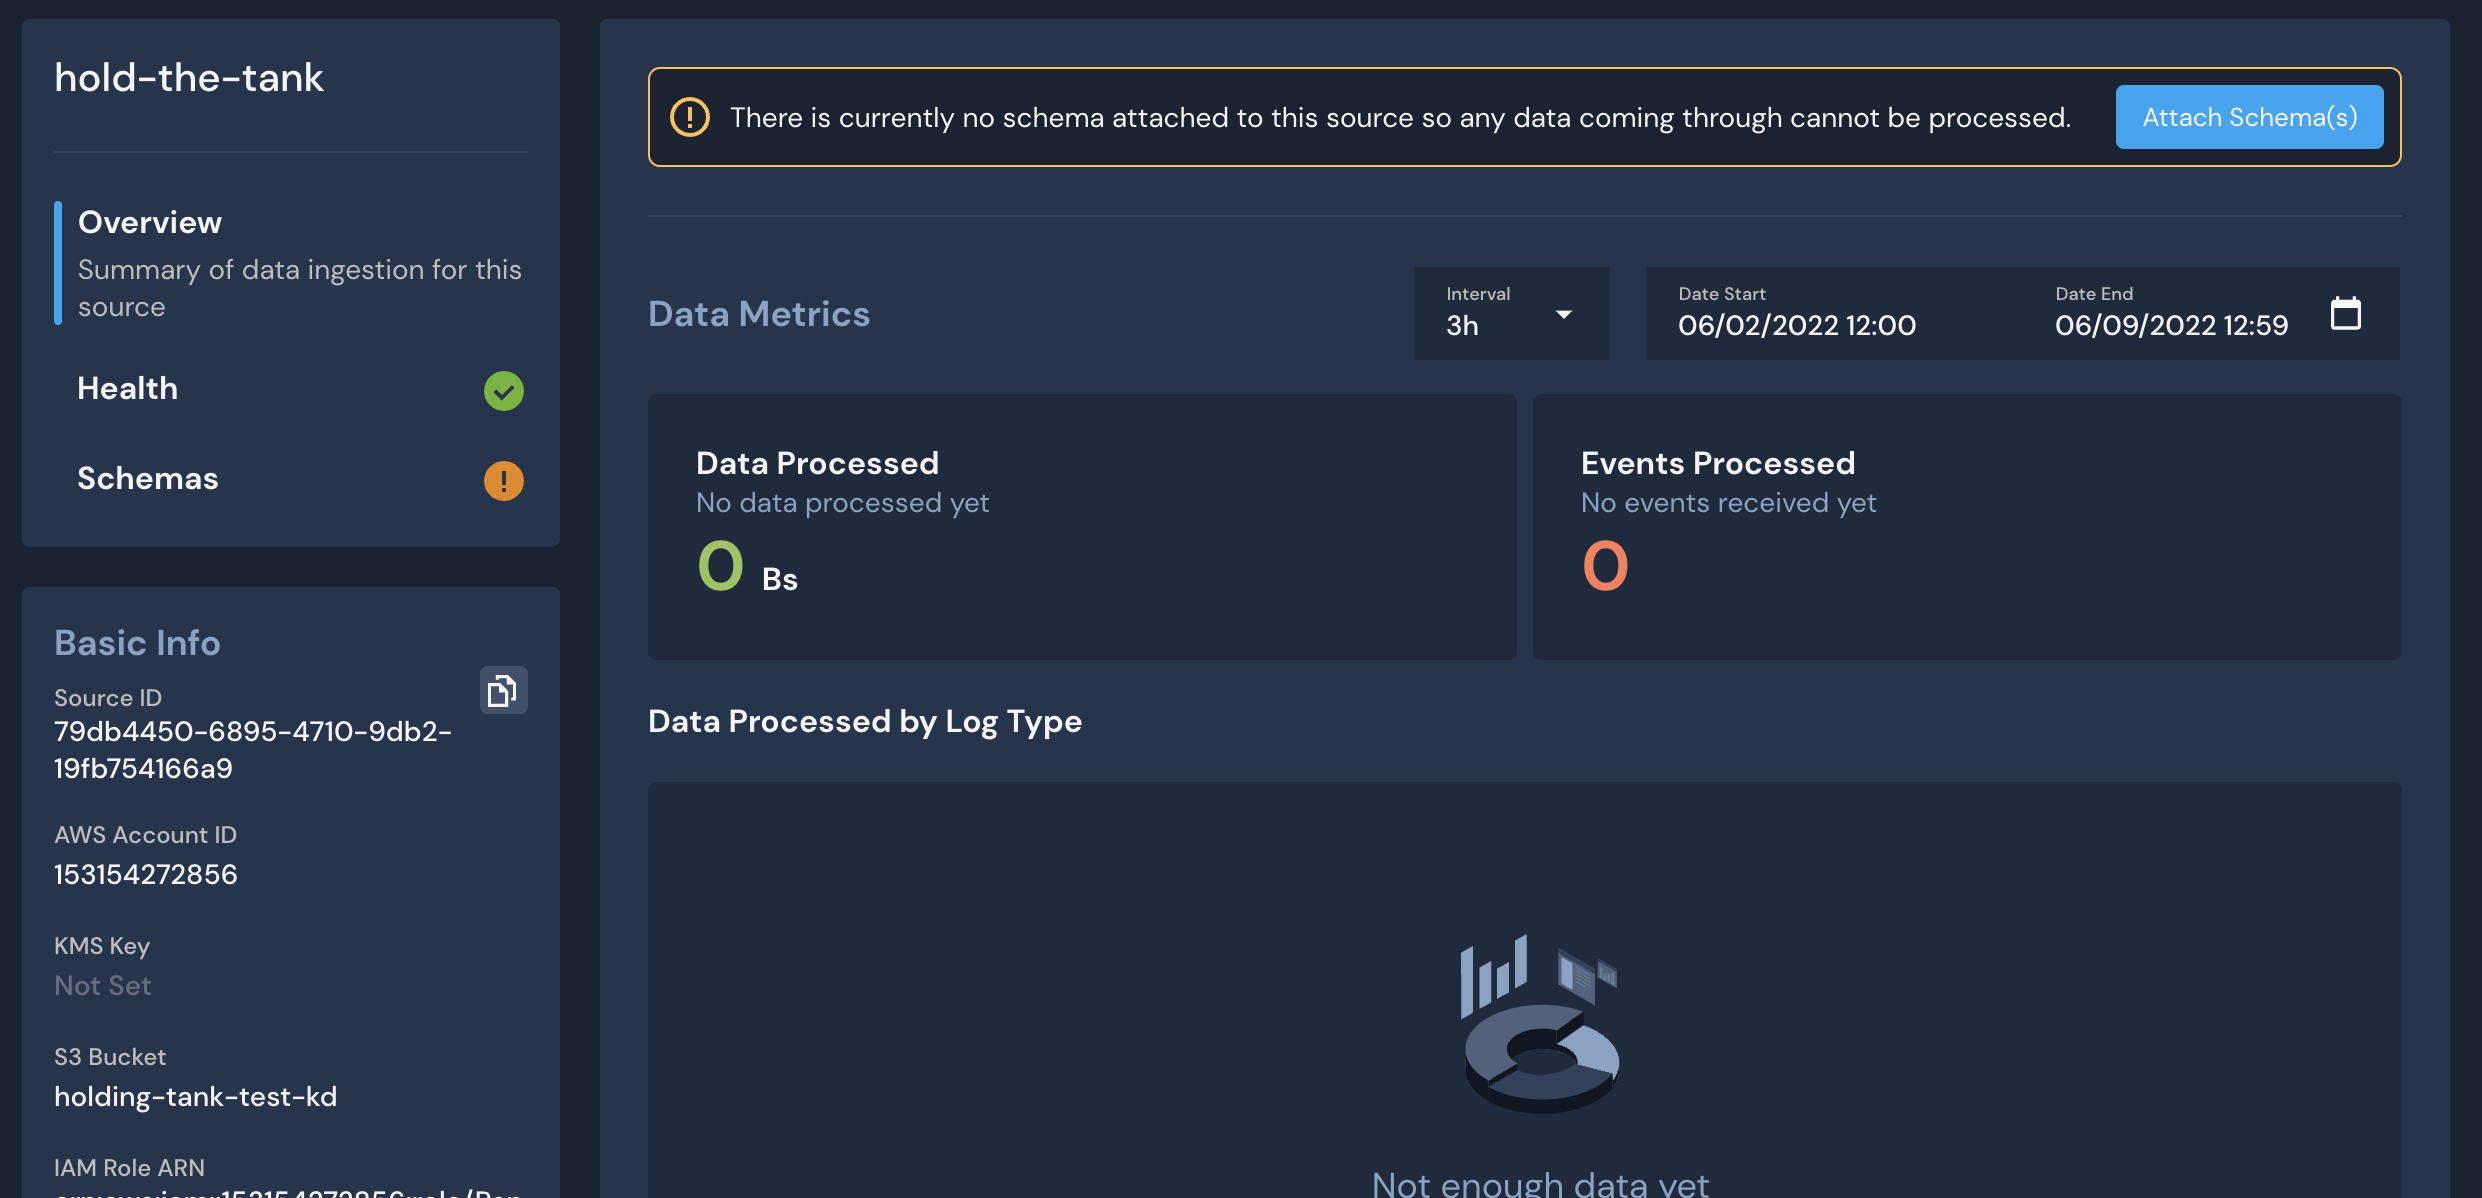 hold-the-tank
Overview
Summary of data ingestion for this
source
Health
Schemas
Basic Info
Source ID
79db4450-6895-4710-9db2-
19fb754166a9
AWS Account ID
153154272856
KMS Key
Not Set
S3 Bucket
holding-tank-test-kd
IAM Role ARN
There is currently no schema attached to this source so any data coming through cannot be processed.
Attach Schema(s)
Data Metrics
Interval
3h
Date Start
06/02/2022 12:00
Date End
06/09/2022 12:59
Data Processed
No data processed yet
0 Bs
Events Processed
No events received yet
0
Data Processed by Log Type
Not enough data yet